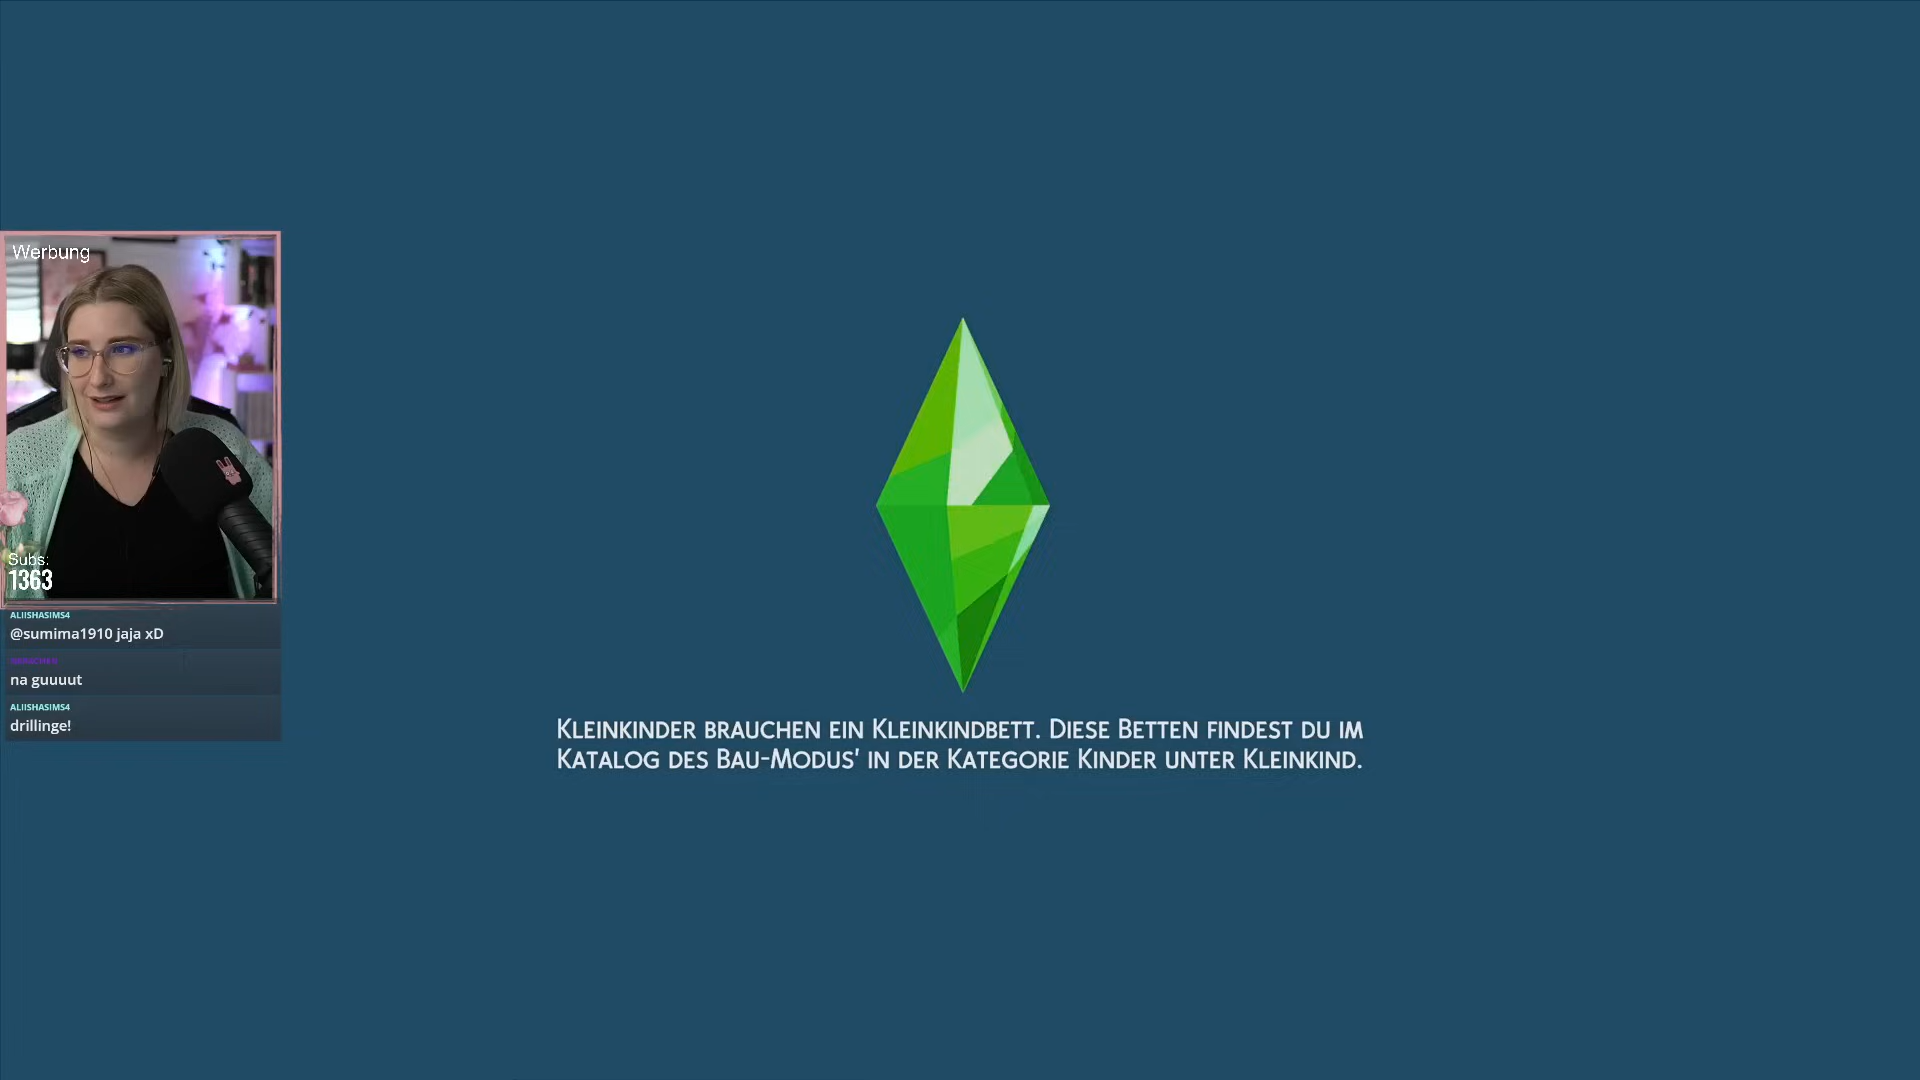 Werbung
Subs:
1363
ALIISHASIMS4
@sumima1910 jaja xD
na guuuut
ALIISHASIMS4
drillinge!
KLEINKINDER BRAUCHEN EIN KLEINKINDBETT. DIESE BETTEN FINDEST DU IM
KATALOG DES BAU-MODUS' IN DER KATEGORIE KINDER UNTER KLEINKIND.